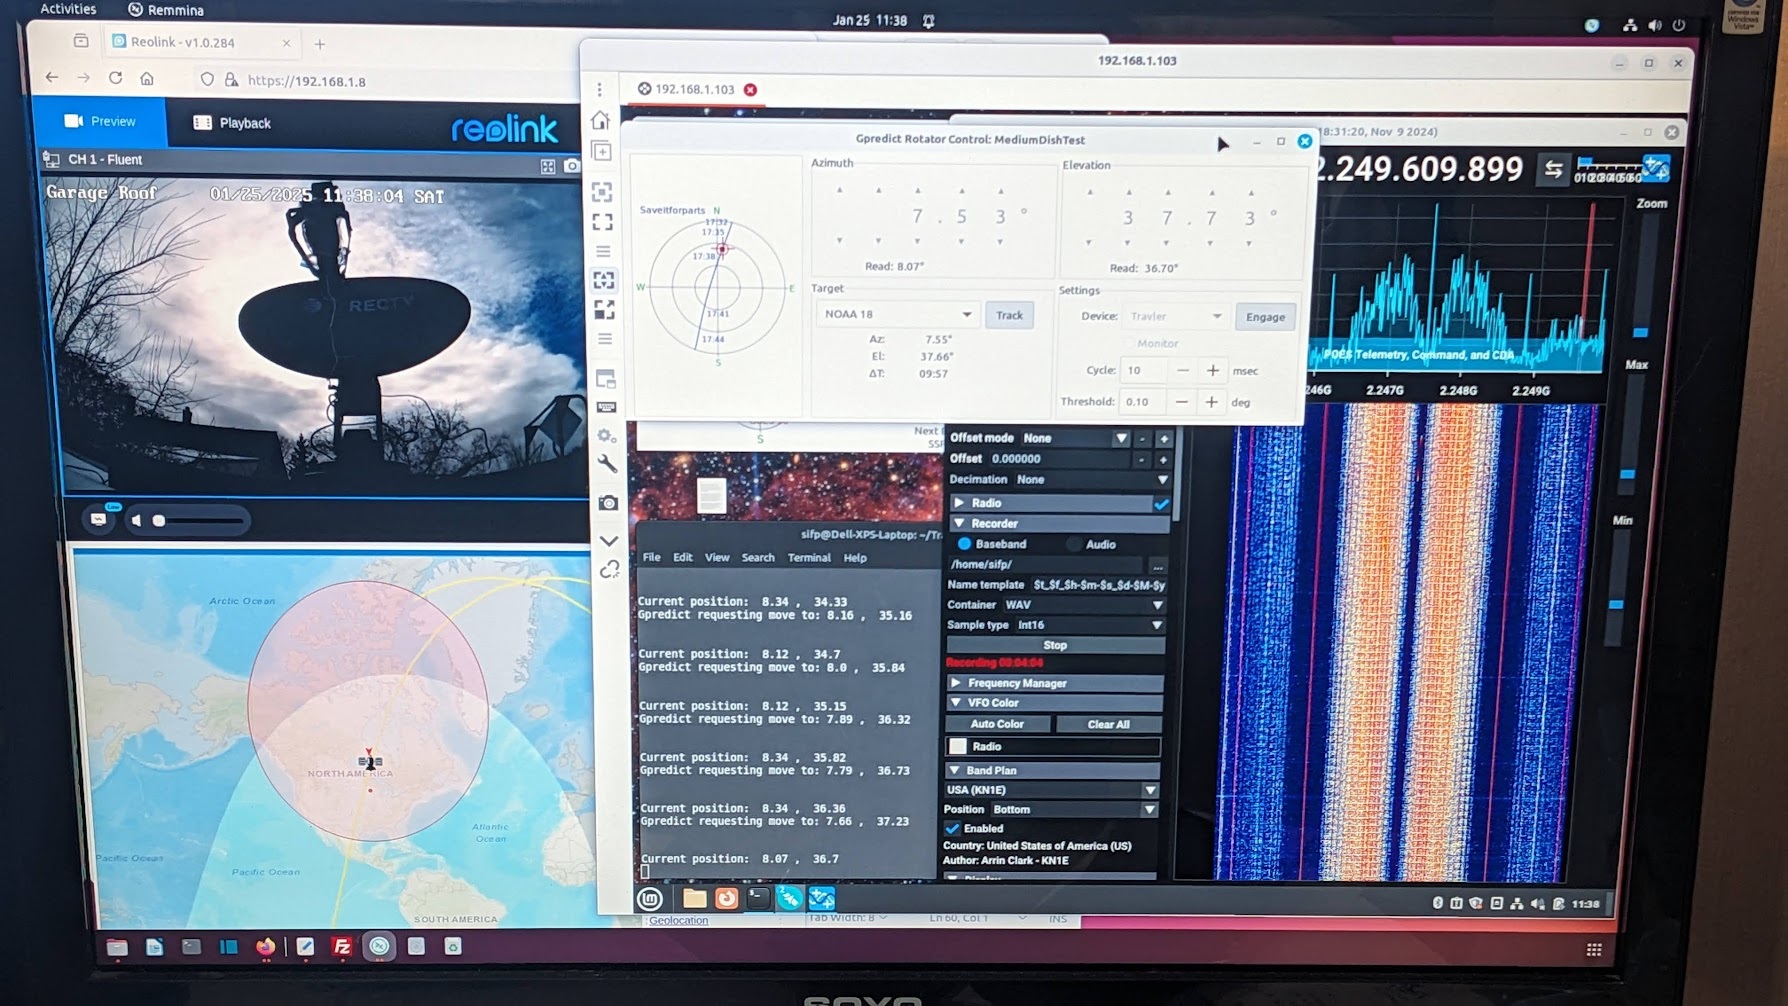 Activities
Remmina
Jan 25 11:38
Reolink - v1.0.284
https://192.168.1.8
Preview
Playback
reolink
CH 1 - Fluent
Garage Roof
01/25/2025 11:38:04 SAT
RECTV
Live
Arctic Ocean
NORTH AMERICA
Atlantic
Ocean
Pacific Ocean
Pacific Ocean
SOUTH AMERICA
192.168.1.103
192.168.1.103
Gpredict Rotator Control: MediumDishTest
8:31:20, Nov 9 2024)
Saveitforparts
N
17:32
17:35
17:38
W
E
17:41
17:44
S
Azimuth
7.53°
Read: 8.07°
Elevation
37.73°
Read: 36.70°
Target
NOAA 18
Track
Az: 7.55°
El: 37.66°
ΔT: 09:57
Settings
Device: Travler
Engage
Monitor
Cycle: 10 msec
Threshold: 0.10 deg
2.249.609.899
Zoom
POES Telemetry, Command, and CDA
246G 2.247G 2.248G 2.249G
Max
Min
S
Next
Offset mode None
- +
Offset 0.000000
- +
Decimation None
Radio
Recorder
Baseband
Audio
/home/sifp/
...
Name template $t_$f_$h-$m-$s_$d-$M-$y
Container WAV
Sample type Int16
Stop
Recording 00:04:04
Frequency Manager
VFO Color
Auto Color
Clear All
Radio
Band Plan
USA (KN1E)
Position Bottom
Enabled
Country: United States of America (US)
Author: Arrin Clark - KN1E
Display
sifp@Dell-XPS-Laptop: ~/Tr
File Edit View Search Terminal Help
Current position: 8.34 , 34.33
Gpredict requesting move to: 8.16 , 35.16
Current position: 8.12 , 34.7
Gpredict requesting move to: 8.0 , 35.84
Current position: 8.12 , 35.15
Gpredict requesting move to: 7.89 , 36.32
Current position: 8.34 , 35.82
Gpredict requesting move to: 7.79 , 36.73
Current position: 8.34 , 36.36
Gpredict requesting move to: 7.66 , 37.23
Current position: 8.07 , 36.7
11:38
Geolocation
Tab Width: 8
Ln 60, Col 1
INS
Fz
Windows
Vista